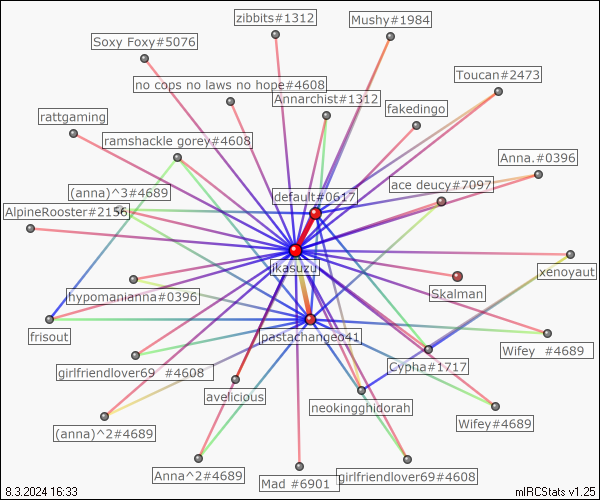 zibbits#1312
Mushy#1984
Soxy Foxy#5076
Toucan#2473
no cops no laws no hope#4608
Annarchist#1312
fakedingo
rattgaming
ramshackle gorey#4608
Anna.#0396
ace deucy#7097
(anna)^3#4689
default#0617
AlpineRooster#2156
ikasuzu
xenoyaut
Skalman
hypomanianna#0396
frisout
pastachangeo41
Wifey #4689
Cypha#1717
girlfriendlover69 #4608
avelicious
neokingghidorah
Wifey#4689
(anna)^2#4689
Anna^2#4689
Mad #6901
girlfriendlover69#4608
8.3.2024 16:33
mIRCStats v1.25